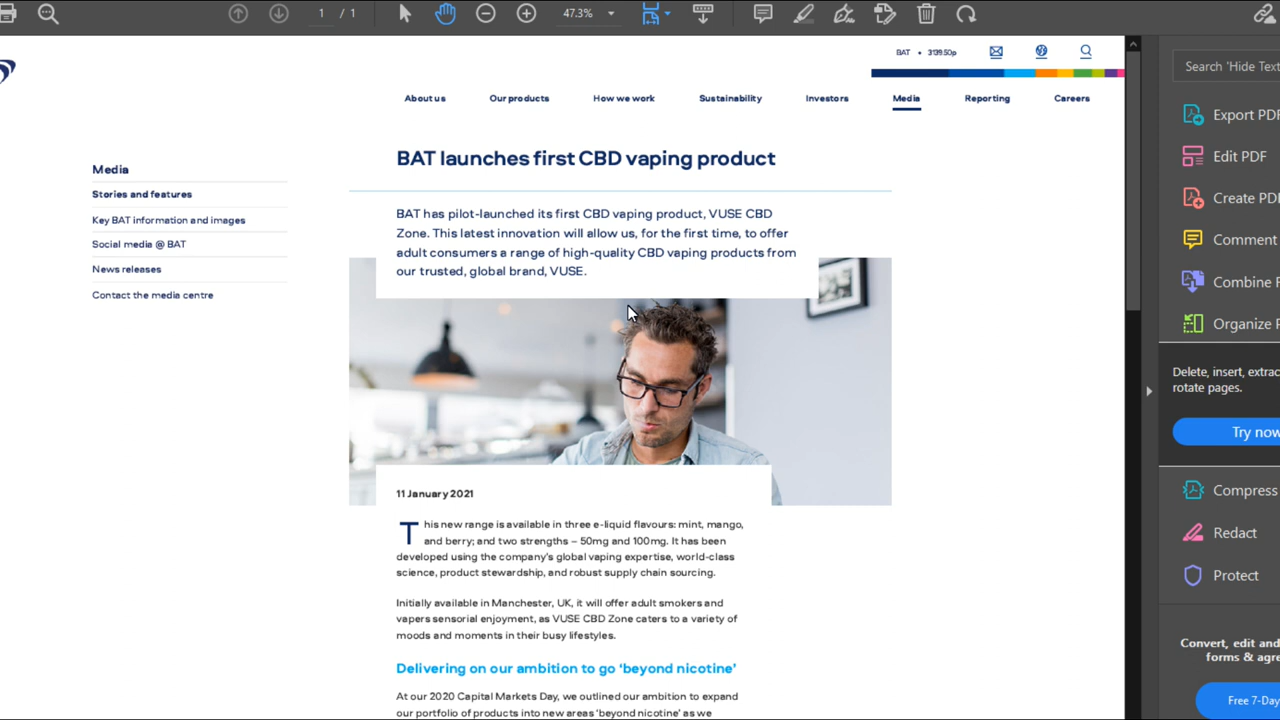 1 / 1
47.3%
BAT • 3139.50p
About us
Our products
How we work
Sustainability
Investors
Media
Reporting
Careers
Media
Stories and features
Key BAT information and images
Social media @ BAT
News releases
Contact the media centre
BAT launches first CBD vaping product
BAT has pilot-launched its first CBD vaping product, VUSE CBD
Zone. This latest innovation will allow us, for the first time, to offer
adult consumers a range of high-quality CBD vaping products from
our trusted, global brand, VUSE.
11 January 2021
This new range is available in three e-liquid flavours: mint, mango,
and berry; and two strengths – 50mg and 100mg. It has been
developed using the company's global vaping expertise, world-class
science, product stewardship, and robust supply chain sourcing.
Initially available in Manchester, UK, it will offer adult smokers and
vapers sensorial enjoyment, as VUSE CBD Zone caters to a variety of
moods and moments in their busy lifestyles.
Delivering on our ambition to go 'beyond nicotine'
At our 2020 Capital Markets Day, we outlined our ambition to expand
our portfolio of products into new areas 'beyond nicotine' as we
Search 'Hide Text
Export PDF
Edit PDF
Create PDF
Comment
Combine F
Organize P
Delete, insert, extrac
rotate pages.
Try now
Compress
Redact
Protect
Convert, edit and
forms & agre
Free 7-Day